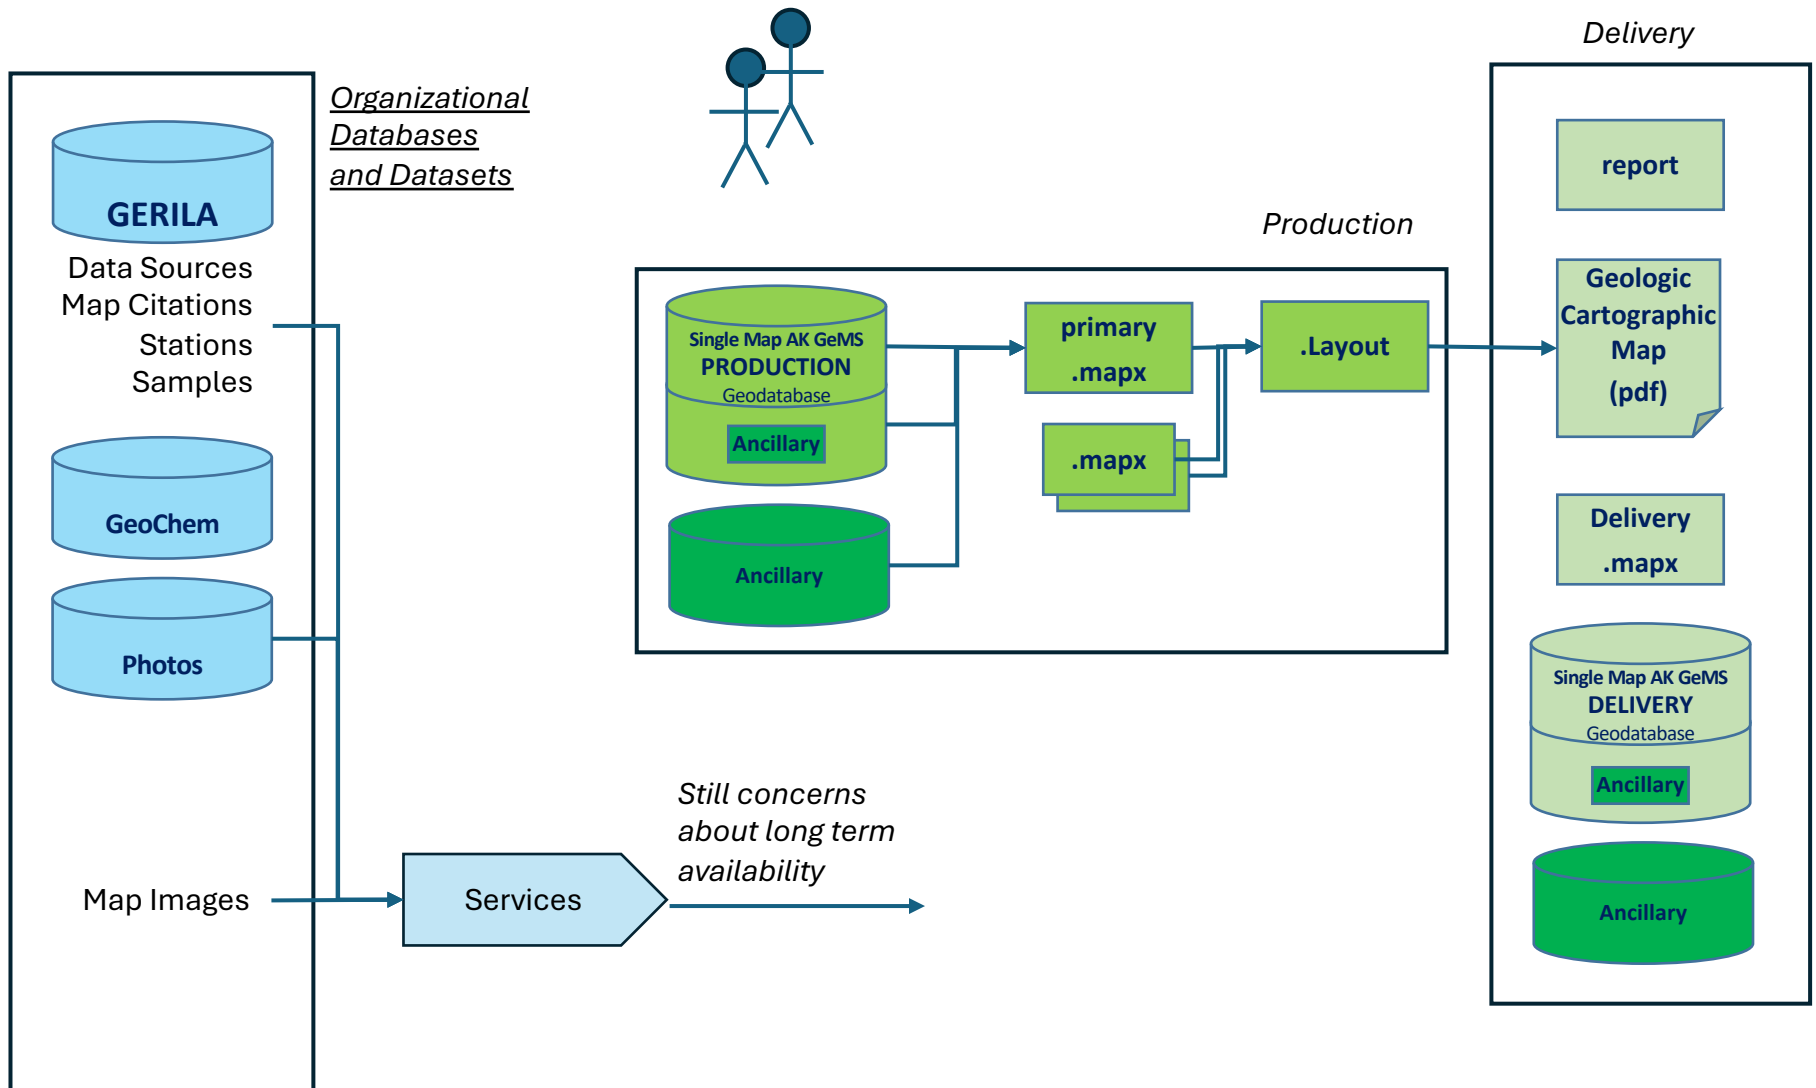 Organizational
Databases
and Datasets
GERILA
Data Sources
Map Citations
Stations
Samples
GeoChem
Photos
Map Images
Services
Still concerns
about long term
availability
Production
Single Map AK GeMS
PRODUCTION
Geodatabase
Ancillary
Ancillary
primary
.mapx
.mapx
.Layout
Delivery
report
Geologic
Cartographic
Map
(pdf)
Delivery
.mapx
Single Map AK GeMS
DELIVERY
Geodatabase
Ancillary
Ancillary